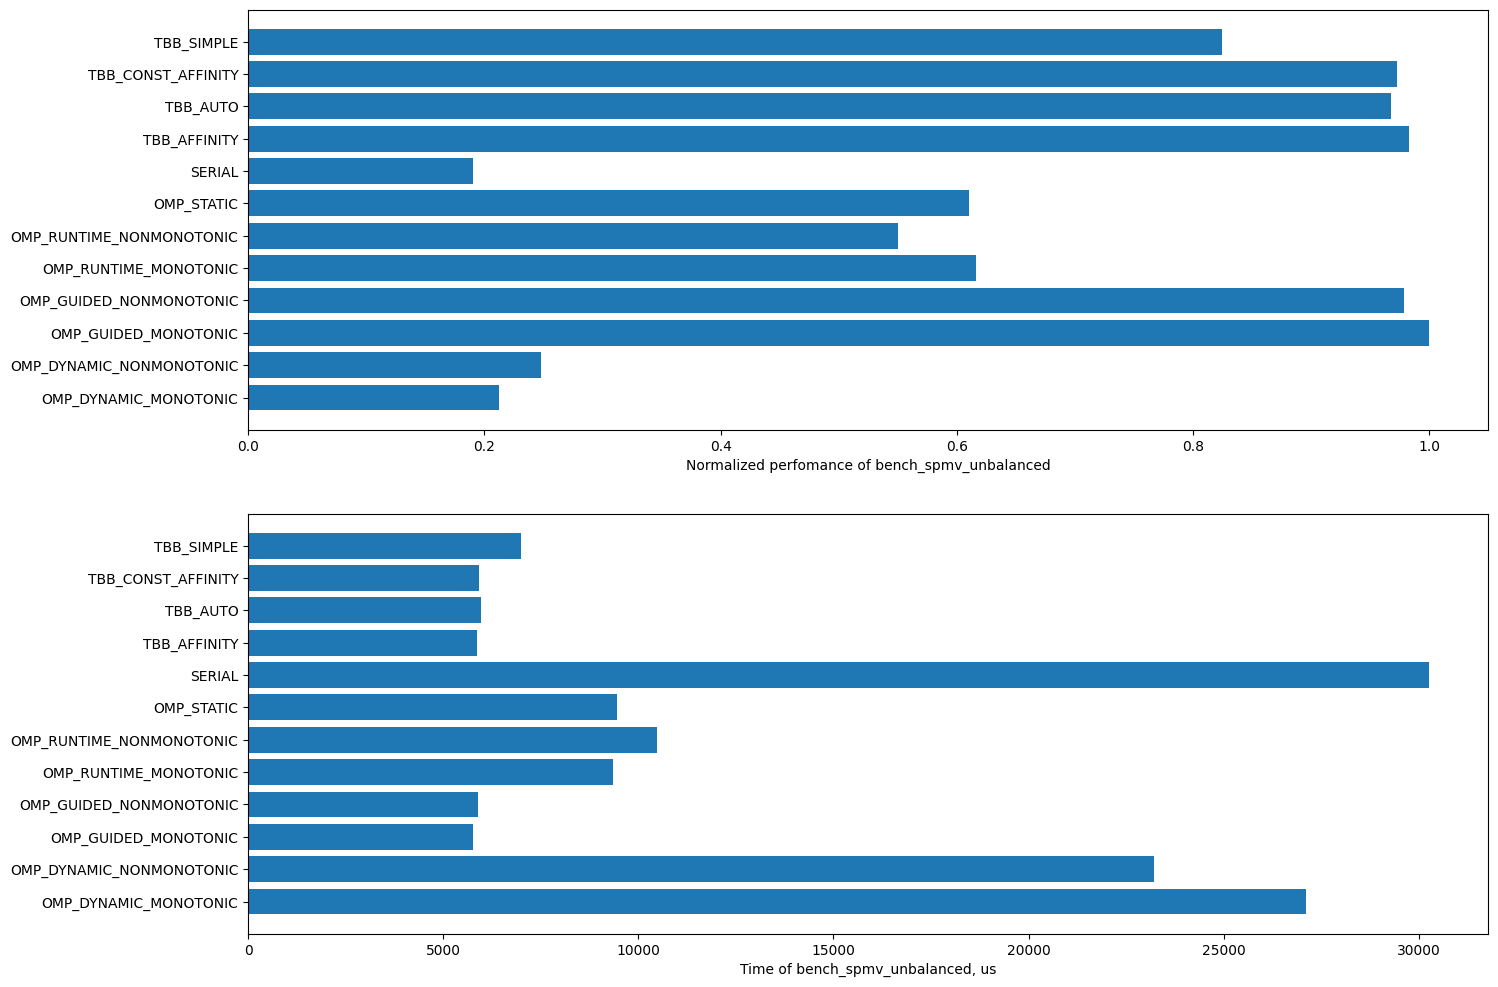 TBB_SIMPLE
TBB_CONST_AFFINITY
TBB_AUTO
TBB_AFFINITY
SERIAL
OMP_STATIC
OMP_RUNTIME_NONMONOTONIC
OMP_RUNTIME_MONOTONIC
OMP_GUIDED_NONMONOTONIC
OMP_GUIDED_MONOTONIC
OMP_DYNAMIC_NONMONOTONIC
OMP_DYNAMIC_MONOTONIC
0.0 0.2 0.4 0.6 0.8 1.0
Normalized perfomance of bench_spmv_unbalanced
TBB_SIMPLE
TBB_CONST_AFFINITY
TBB_AUTO
TBB_AFFINITY
SERIAL
OMP_STATIC
OMP_RUNTIME_NONMONOTONIC
OMP_RUNTIME_MONOTONIC
OMP_GUIDED_NONMONOTONIC
OMP_GUIDED_MONOTONIC
OMP_DYNAMIC_NONMONOTONIC
OMP_DYNAMIC_MONOTONIC
0 5000 10000 15000 20000 25000 30000
Time of bench_spmv_unbalanced, us